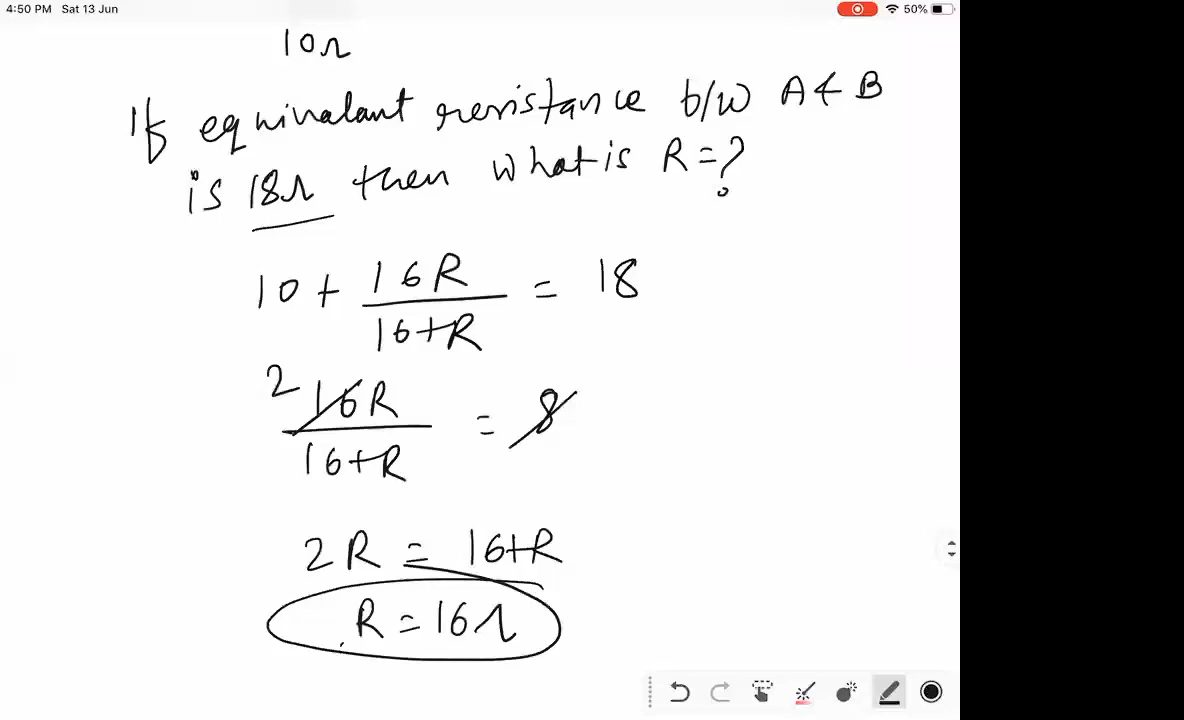 4:50 PM Sat 13 Jun
50%
10Ω
If equivalant resistance b/w A & B
is 18Ω then what is R=?
10 + 16R/16+R = 18
2
16R/16+R = 8
2R = 16+R
R=16Ω